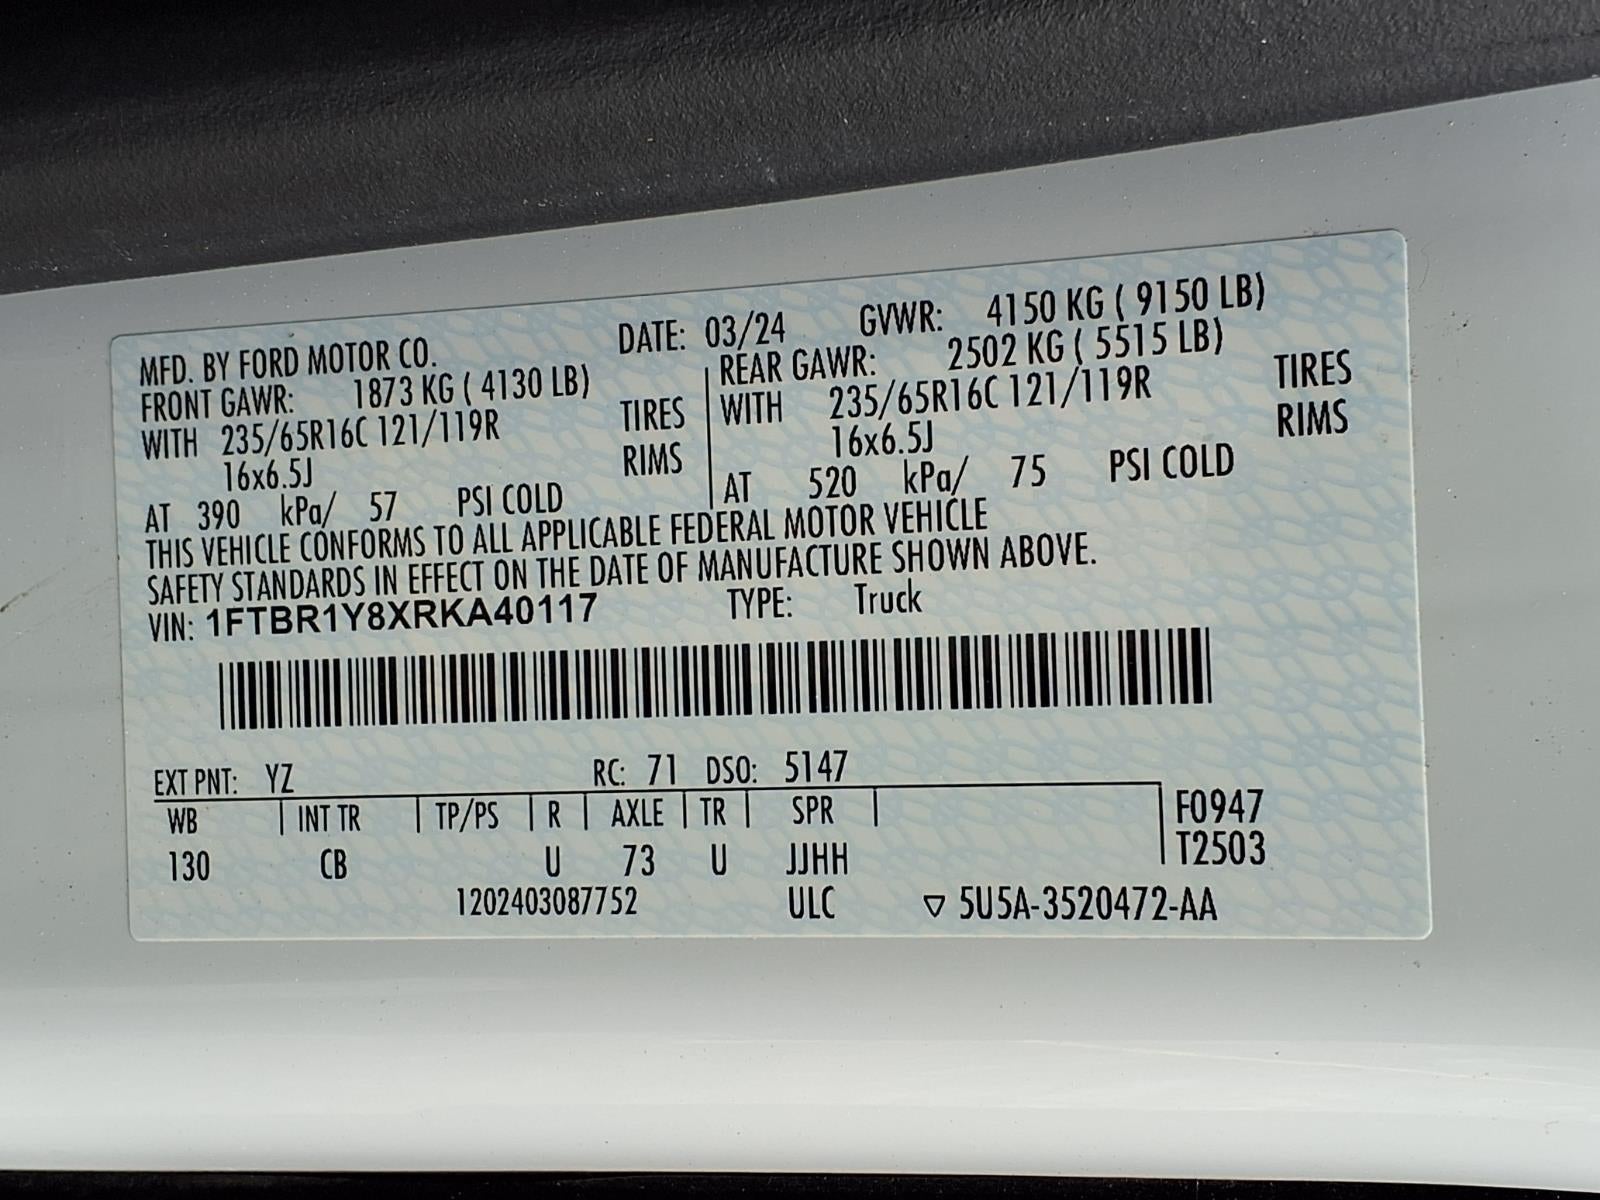 MFD. BY FORD MOTOR CO. DATE: 03/24 GVWR: 4150 KG ( 9150 LB)
FRONT GAWR: 1873 KG ( 4130 LB) REAR GAWR: 2502 KG ( 5515 LB)
WITH 235/65R16C 121/119R TIRES WITH 235/65R16C 121/119R TIRES
16x6.5J RIMS 16x6.5J RIMS
AT 390 kPa/ 57 PSI COLD AT 520 kPa/ 75 PSI COLD
THIS VEHICLE CONFORMS TO ALL APPLICABLE FEDERAL MOTOR VEHICLE
SAFETY STANDARDS IN EFFECT ON THE DATE OF MANUFACTURE SHOWN ABOVE.
VIN: 1FTBR1Y8XRKA40117 TYPE: Truck
EXT PNT: YZ RC: 71 DSO: 5147
WB INT TR TP/PS R AXLE TR SPR F0947
130 CB U 73 U JJHH T2503
1202403087752 ULC ▽ 5U5A-3520472-AA